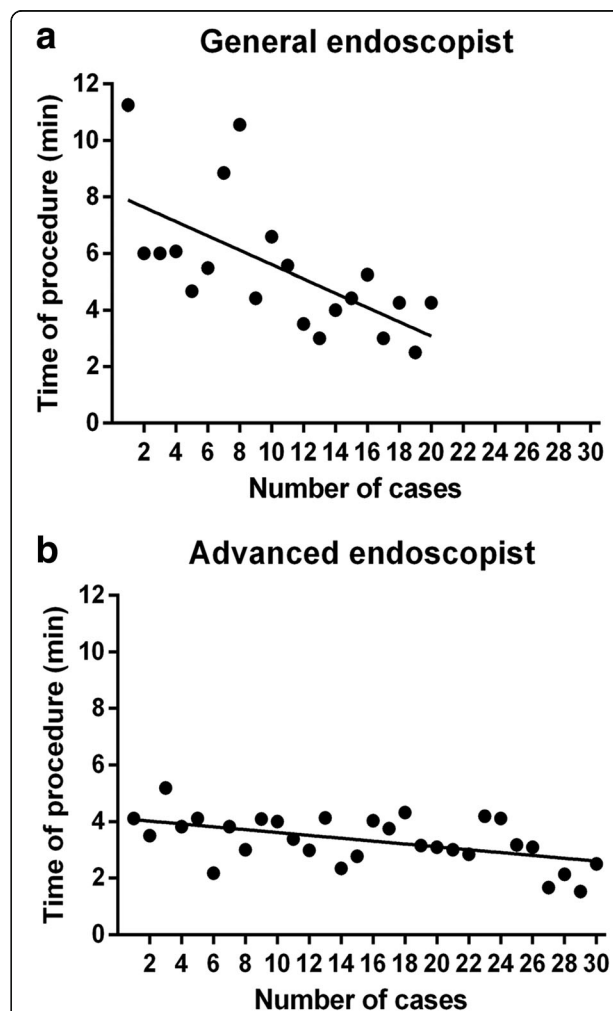 a
General endoscopist
Time of procedure (min)
12
10
8
6
4
2
0
2 4 6 8 10 12 14 16 18 20 22 24 26 28 30
Number of cases
b
Advanced endoscopist
Time of procedure (min)
12
10
8
6
4
2
0
2 4 6 8 10 12 14 16 18 20 22 24 26 28 30
Number of cases